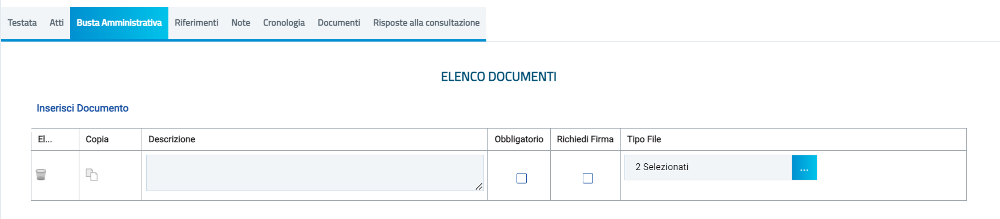 Testata Atti Busta Amministrativa Riferimenti Note Cronologia Documenti Risposte alla consultazione
ELENCO DOCUMENTI
Inserisci Documento
El... Copia Descrizione Obbligatorio Richiedi Firma Tipo File
2 Selezionati ...